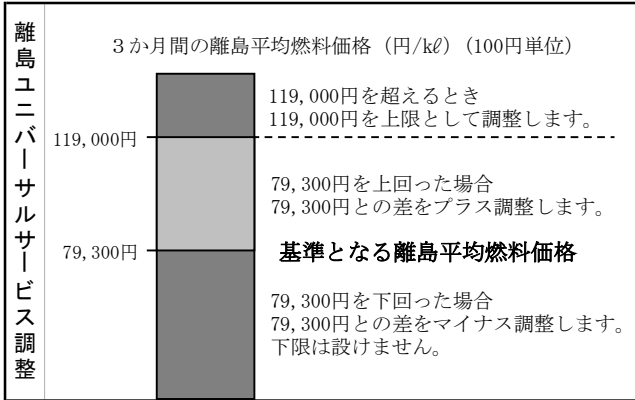 離島ユニバーサルサービス調整
3か月間の離島平均燃料価格（円/kℓ）(100円単位)
119,000円を超えるとき
119,000円を上限として調整します。
119,000円
79,300円を上回った場合
79,300円との差をプラス調整します。
79,300円
基準となる離島平均燃料価格
79,300円を下回った場合
79,300円との差をマイナス調整します。
下限は設けません。